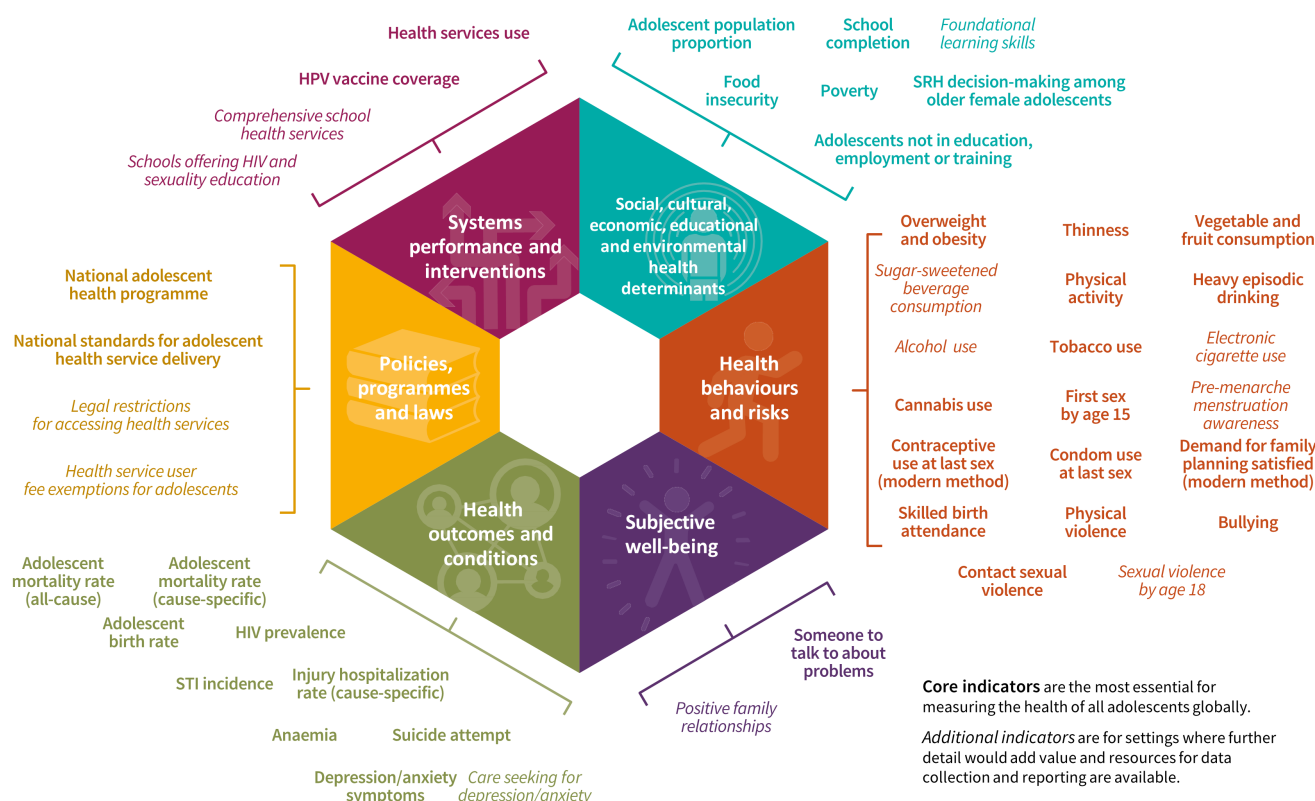 Health services use
HPV vaccine coverage
Comprehensive school
health services
Schools offering HIV and
sexuality education
Adolescent population
proportion
School
completion
Foundational
learning skills
Food
insecurity
Poverty
SRH decision-making among
older female adolescents
Adolescents not in education,
employment or training
Systems
performance and
interventions
Social, cultural,
economic, educational
and environmental
health
determinants
Overweight
and obesity
Thinness
Vegetable and
fruit consumption
Sugar-sweetened
beverage
consumption
Physical
activity
Heavy episodic
drinking
Alcohol use
Tobacco use
Electronic
cigarette use
Cannabis use
First sex
by age 15
Pre-menarche
menstruation
awareness
Contraceptive
use at last sex
(modern method)
Condom use
at last sex
Demand for family
planning satisfied
(modern method)
Skilled birth
attendance
Physical
violence
Bullying
Contact sexual
violence
Sexual violence
by age 18
National adolescent
health programme
National standards for adolescent
health service delivery
Legal restrictions
for accessing health services
Health service user
fee exemptions for adolescents
Policies,
programmes
and laws
Health
behaviours
and risks
Health
outcomes and
conditions
Subjective
well-being
Adolescent
mortality rate
(all-cause)
Adolescent
mortality rate
(cause-specific)
Adolescent
birth rate
HIV prevalence
STI incidence
Injury hospitalization
rate (cause-specific)
Anaemia
Suicide attempt
Depression/anxiety
symptoms
Care seeking for
depression/anxiety
Someone to
talk to about
problems
Positive family
relationships
Core indicators are the most essential for
measuring the health of all adolescents globally.
Additional indicators are for settings where further
detail would add value and resources for data
collection and reporting are available.